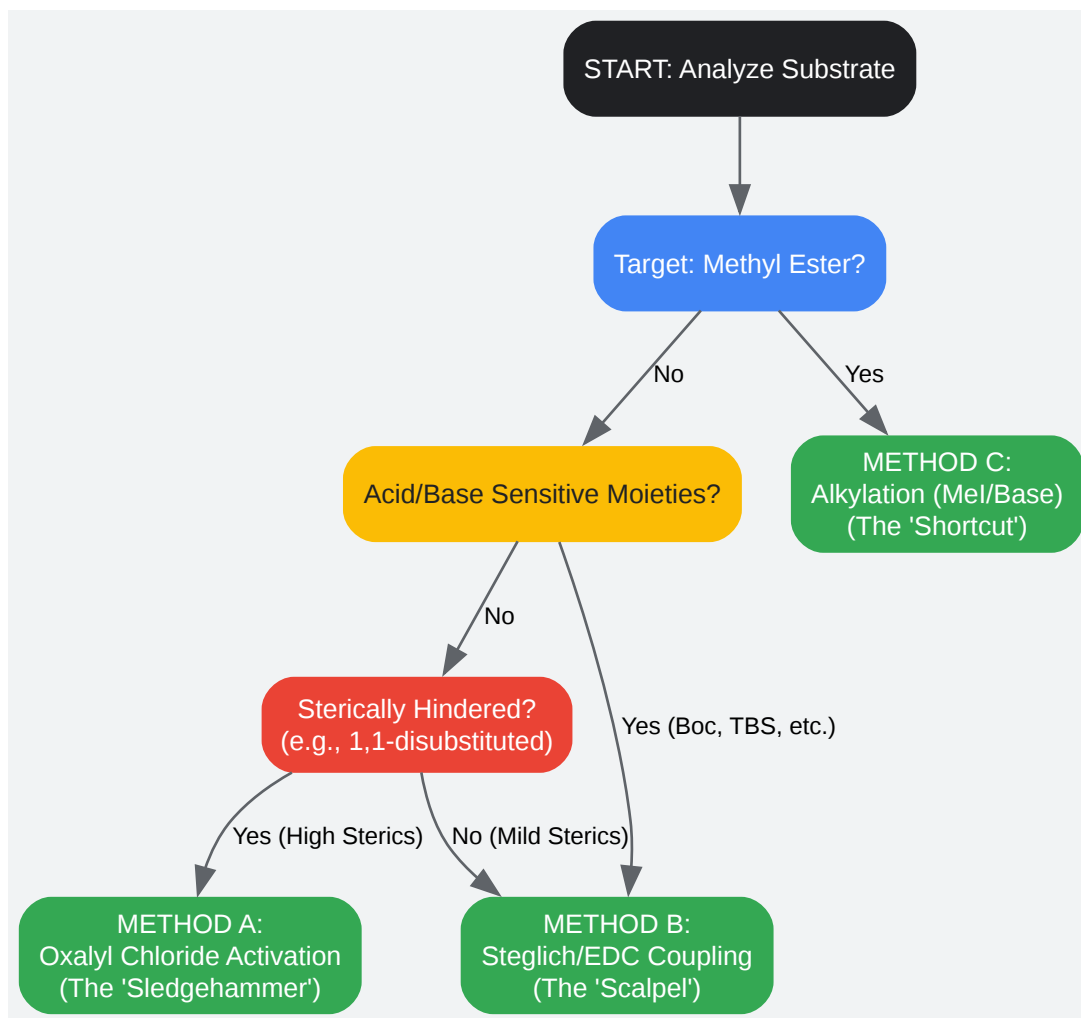 START: Analyze Substrate
Target: Methyl Ester?
No
Yes
Acid/Base Sensitive Moieties?
METHOD C:
Alkylation (MeI/Base)
(The 'Shortcut')
No
Sterically Hindered?
(e.g., 1,1-disubstituted)
Yes (Boc, TBS, etc.)
Yes (High Sterics)
No (Mild Sterics)
METHOD A:
Oxalyl Chloride Activation
(The 'Sledgehammer')
METHOD B:
Steglich/EDC Coupling
(The 'Scalpel')